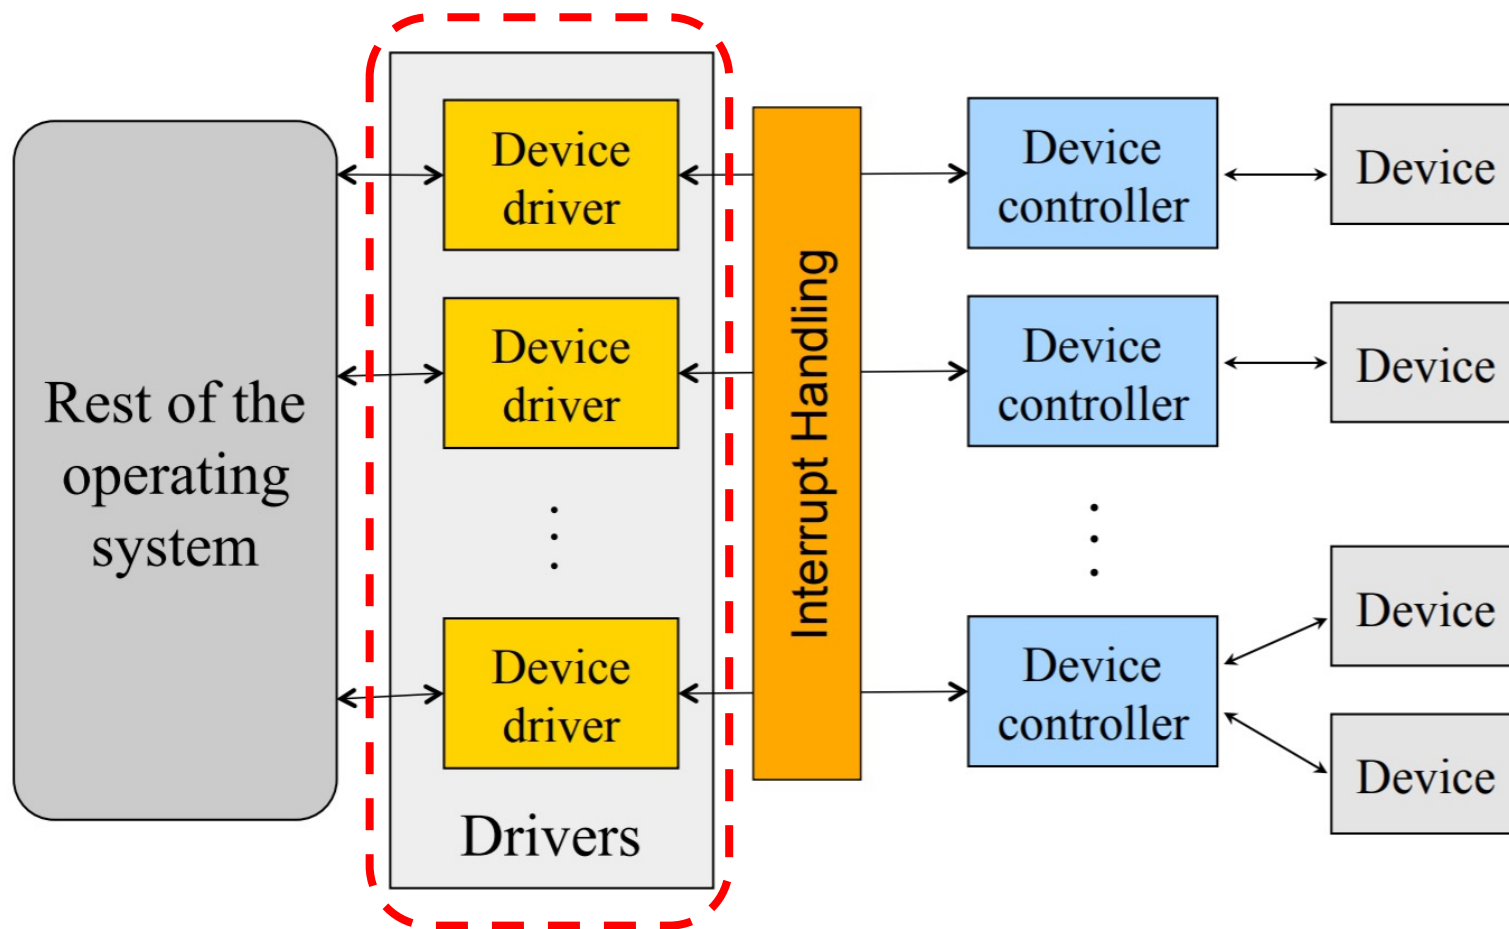 Rest of the
operating
system
Device
driver
Device
driver
Device
driver
Drivers
Interrupt Handling
Device
controller
Device
controller
Device
controller
Device
Device
Device
Device